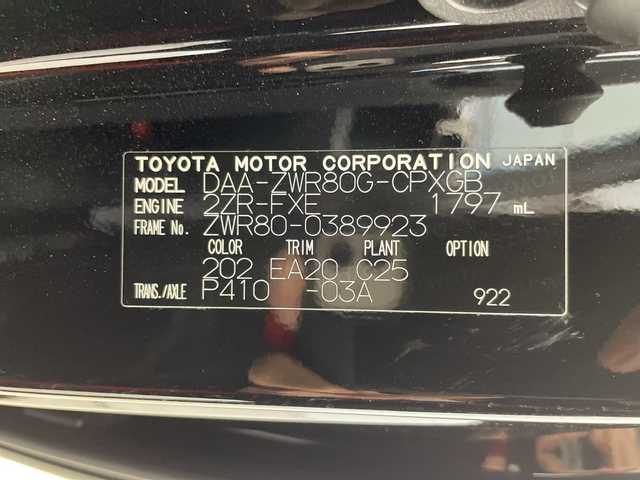 TOYOTA MOTOR CORPORATION JAPAN
MODEL DAA-ZWR80G-CPXGB
ENGINE 2ZR-FXE 1797 mL
FRAME No. ZWR80-0389923
COLOR TRIM PLANT OPTION
202 EA20 C25
TRANS./AXLE P410 -03A 922